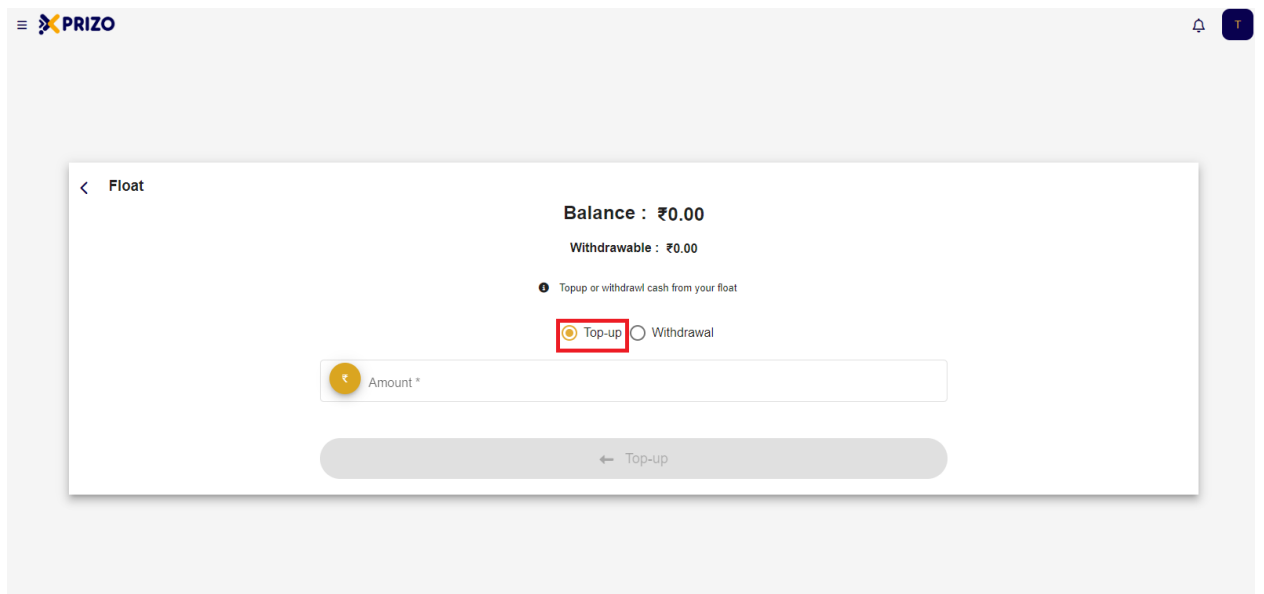 PRIZO
T
Float
Balance : ₹0.00
Withdrawable : ₹0.00
Topup or withdrawl cash from your float
Top-up Withdrawal
₹ Amount *
Top-up